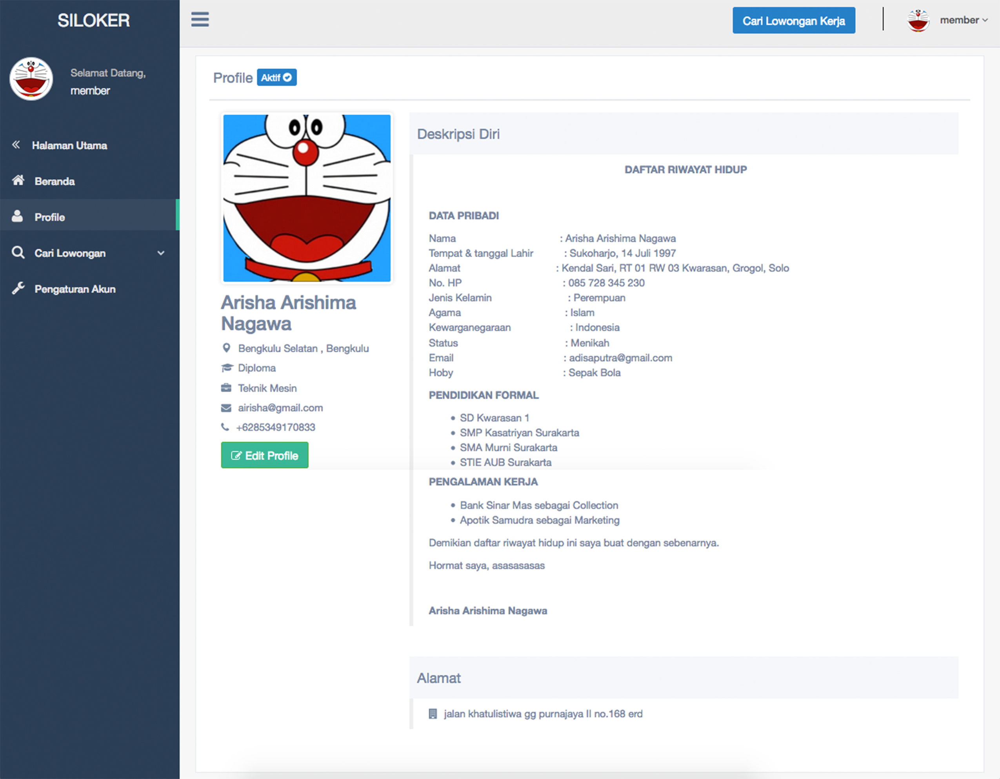 SILOKER
Cari Lowongan Kerja
member
Selamat Datang,
member
Halaman Utama
Beranda
Profile
Cari Lowongan
Pengaturan Akun
Profile Aktif
Arisha Arishima
Nagawa
Bengkulu Selatan , Bengkulu
Diploma
Teknik Mesin
airisha@gmail.com
+6285349170833
Edit Profile
Deskripsi Diri
DAFTAR RIWAYAT HIDUP
DATA PRIBADI
Nama : Arisha Arishima Nagawa
Tempat & tanggal Lahir : Sukoharjo, 14 Juli 1997
Alamat : Kendal Sari, RT 01 RW 03 Kwarasan, Grogol, Solo
No. HP : 085 728 345 230
Jenis Kelamin : Perempuan
Agama : Islam
Kewarganegaraan : Indonesia
Status : Menikah
Email : adisaputra@gmail.com
Hoby : Sepak Bola
PENDIDIKAN FORMAL
• SD Kwarasan 1
• SMP Kasatriyan Surakarta
• SMA Murni Surakarta
• STIE AUB Surakarta
PENGALAMAN KERJA
• Bank Sinar Mas sebagai Collection
• Apotik Samudra sebagai Marketing
Demikian daftar riwayat hidup ini saya buat dengan sebenarnya.
Hormat saya, asasasasas
Arisha Arishima Nagawa
Alamat
jalan khatulistiwa gg purnajaya II no.168 erd